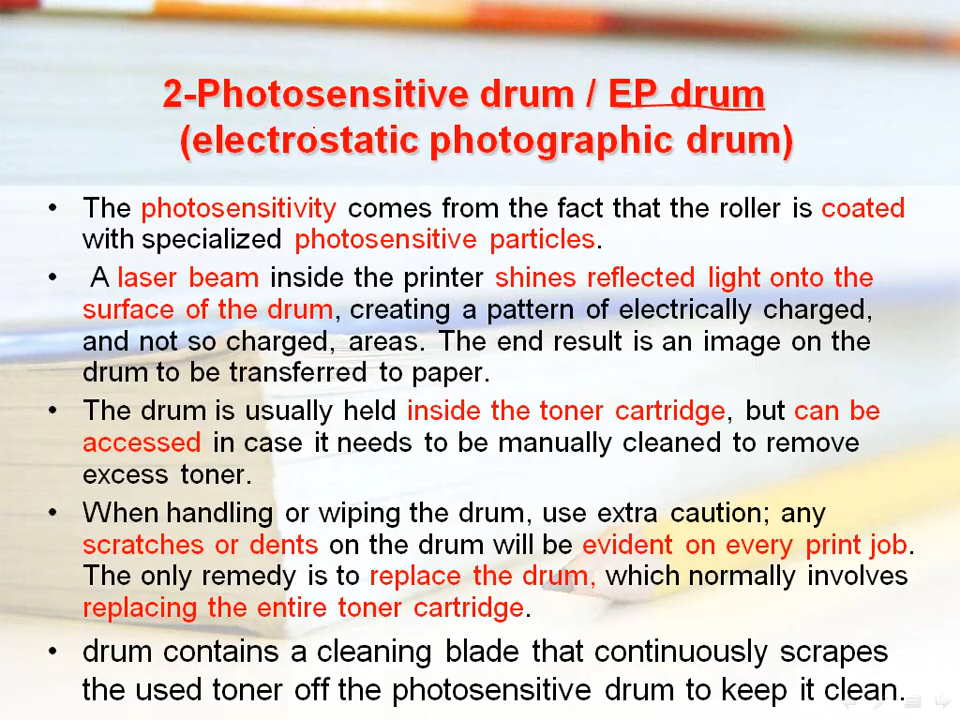 2-Photosensitive drum / EP drum
(electrostatic photographic drum)
• The photosensitivity comes from the fact that the roller is coated
with specialized photosensitive particles.
• A laser beam inside the printer shines reflected light onto the
surface of the drum, creating a pattern of electrically charged,
and not so charged, areas. The end result is an image on the
drum to be transferred to paper.
• The drum is usually held inside the toner cartridge, but can be
accessed in case it needs to be manually cleaned to remove
excess toner.
• When handling or wiping the drum, use extra caution; any
scratches or dents on the drum will be evident on every print job.
The only remedy is to replace the drum, which normally involves
replacing the entire toner cartridge.
• drum contains a cleaning blade that continuously scrapes
the used toner off the photosensitive drum to keep it clean.